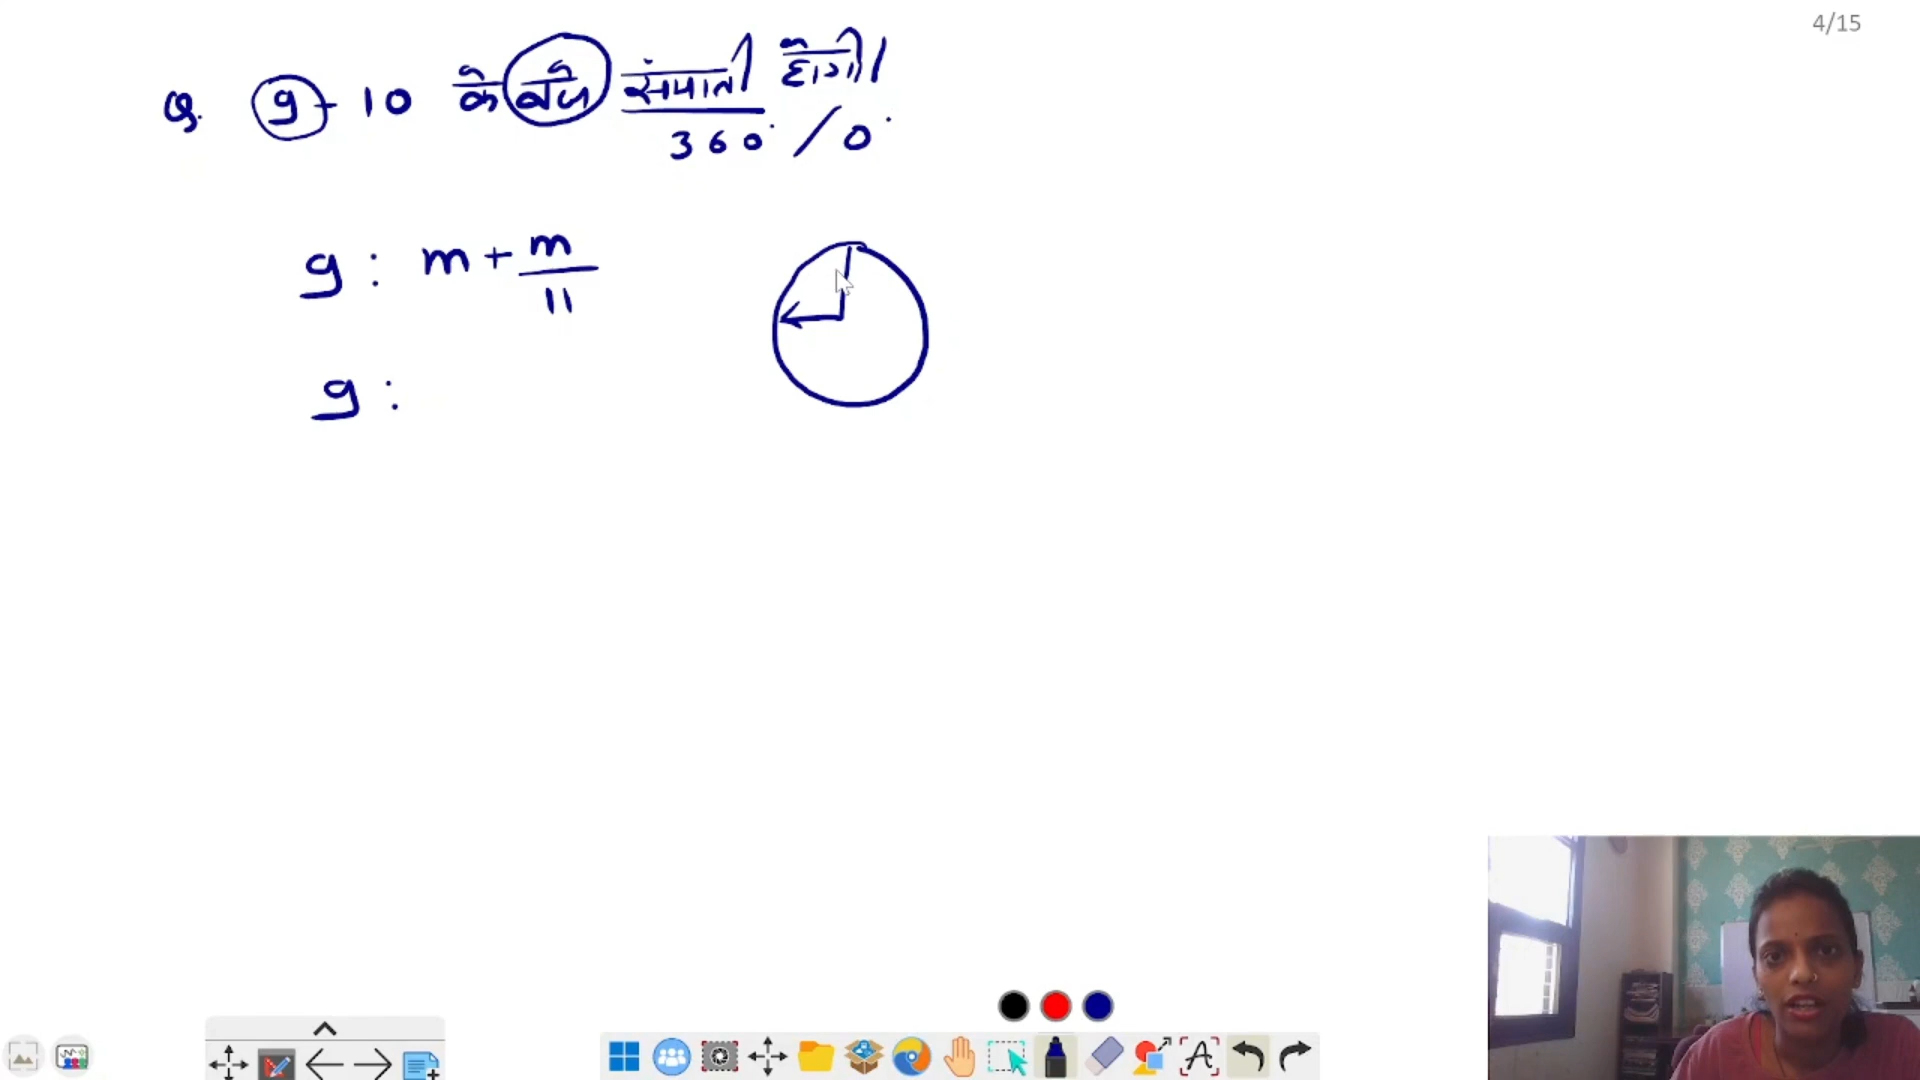 4/15
Q. 9-10 के बीच संपाती होगी।
360° / 0°
9 : m + m/11
9 :